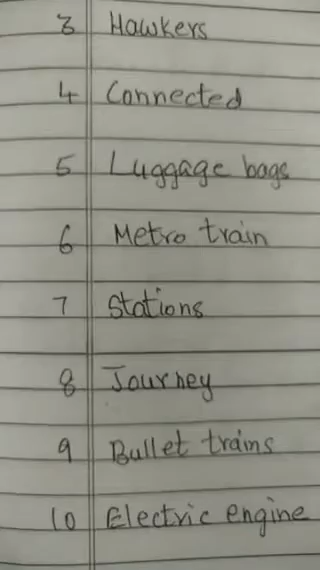 3 Hawkers
4 Connected
5 Luggage bags
6 Metro train
7 Stations
8 Journey
9 Bullet trains
10 Electric engine